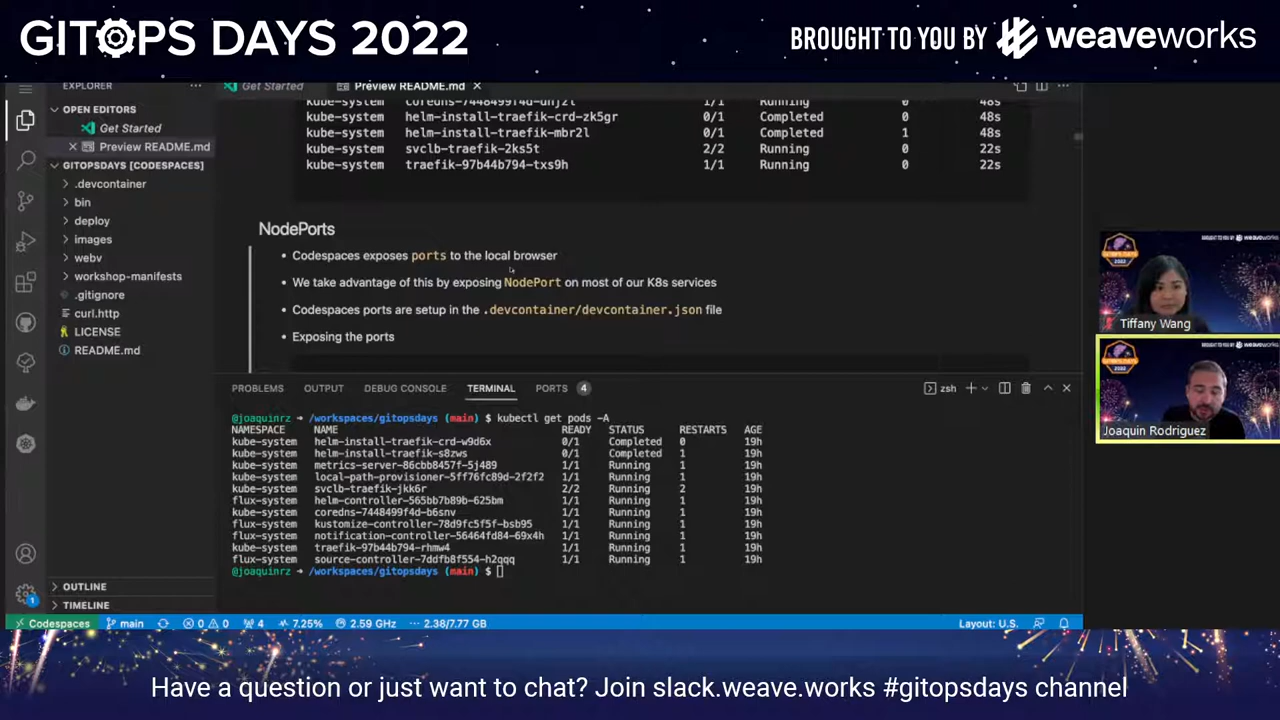 GITOPS DAYS 2022
BROUGHT TO YOU BY weaveworks
EXPLORER
OPEN EDITORS
Get Started
Preview README.md
GITOPSDAYS [CODESPACES]
.devcontainer
bin
deploy
images
webv
workshop-manifests
.gitignore
curl.http
LICENSE
README.md
OUTLINE
TIMELINE
Get Started
Preview README.md
kube-system coredns-7448499f4d-dnjzl 1/1 Running 0 48s
kube-system helm-install-traefik-crd-zk5gr 0/1 Completed 0 48s
kube-system helm-install-traefik-mbr2l 0/1 Completed 1 48s
kube-system svclb-traefik-2ks5t 2/2 Running 0 22s
kube-system traefik-97b44b794-txs9h 1/1 Running 0 22s
NodePorts
• Codespaces exposes ports to the local browser
• We take advantage of this by exposing NodePort on most of our K8s services
• Codespaces ports are setup in the .devcontainer/devcontainer.json file
• Exposing the ports
PROBLEMS OUTPUT DEBUG CONSOLE TERMINAL PORTS 4
zsh
@joaquinrz → /workspaces/gitopsdays (main) $ kubectl get pods -A
NAMESPACE NAME READY STATUS RESTARTS AGE
kube-system helm-install-traefik-crd-w9d6x 0/1 Completed 0 19h
kube-system helm-install-traefik-s8zws 0/1 Completed 1 19h
kube-system metrics-server-86cbb8457f-5j489 1/1 Running 1 19h
kube-system local-path-provisioner-5ff76fc89d-2f2f2 1/1 Running 1 19h
kube-system svclb-traefik-jkk6r 2/2 Running 2 19h
flux-system helm-controller-565bb7b89b-625bm 1/1 Running 1 19h
kube-system coredns-7448499f4d-b6snv 1/1 Running 1 19h
flux-system kustomize-controller-78d9fc5f5f-bsb95 1/1 Running 1 19h
flux-system notification-controller-56464fd84-69x4h 1/1 Running 1 19h
kube-system traefik-97b44b794-rhmw4 1/1 Running 1 19h
flux-system source-controller-7ddfb8f554-h2qqq 1/1 Running 1 19h
@joaquinrz → /workspaces/gitopsdays (main) $
1
Codespaces main 0 0 4 7.25% 2.59 GHz 2.38/7.77 GB Layout: U.S.
Tiffany Wang
Joaquin Rodriguez
Have a question or just want to chat? Join slack.weave.works #gitopsdays channel